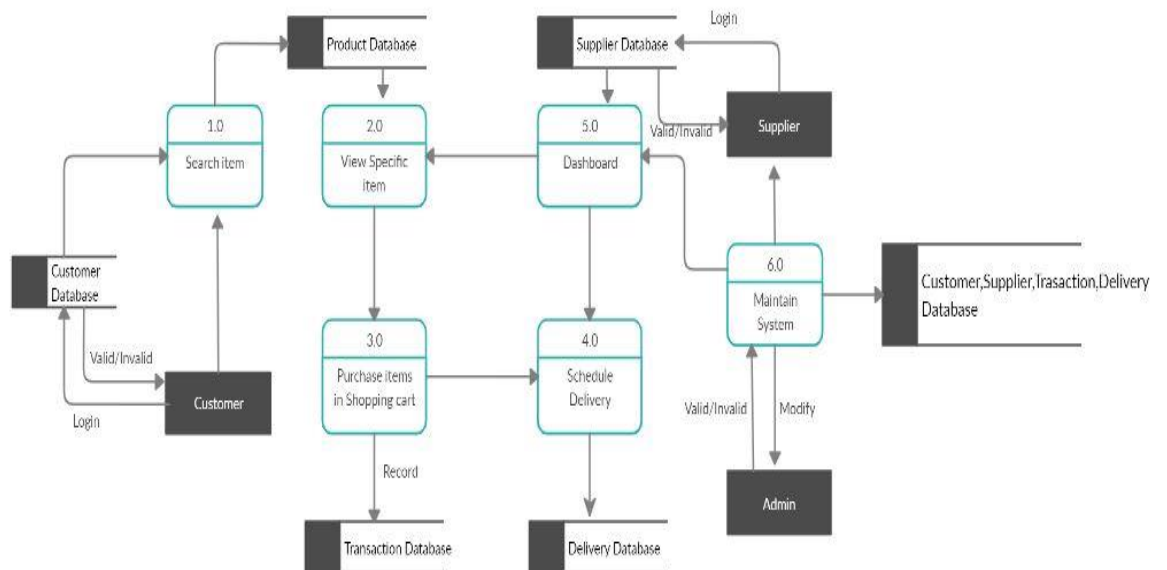 Login
Product Database
Supplier Database
1.0
Search item
2.0
View Specific
item
5.0
Dashboard
Valid/Invalid
Supplier
Customer
Database
6.0
Maintain
System
Customer,Supplier,Trasaction,Delivery
Database
Valid/Invalid
Login
Customer
3.0
Purchase items
in Shopping cart
4.0
Schedule
Delivery
Valid/Invalid
Modify
Record
Admin
Transaction Database
Delivery Database